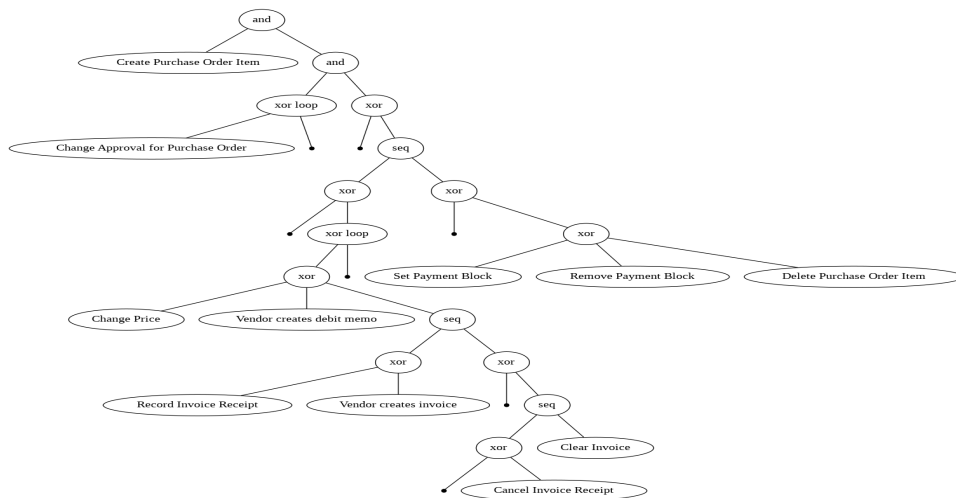 and
Create Purchase Order Item
and
xor loop
xor
Change Approval for Purchase Order
seq
xor
xor
xor loop
xor
xor
Set Payment Block
Remove Payment Block
Delete Purchase Order Item
Change Price
Vendor creates debit memo
seq
xor
xor
Record Invoice Receipt
Vendor creates invoice
seq
xor
Clear Invoice
Cancel Invoice Receipt